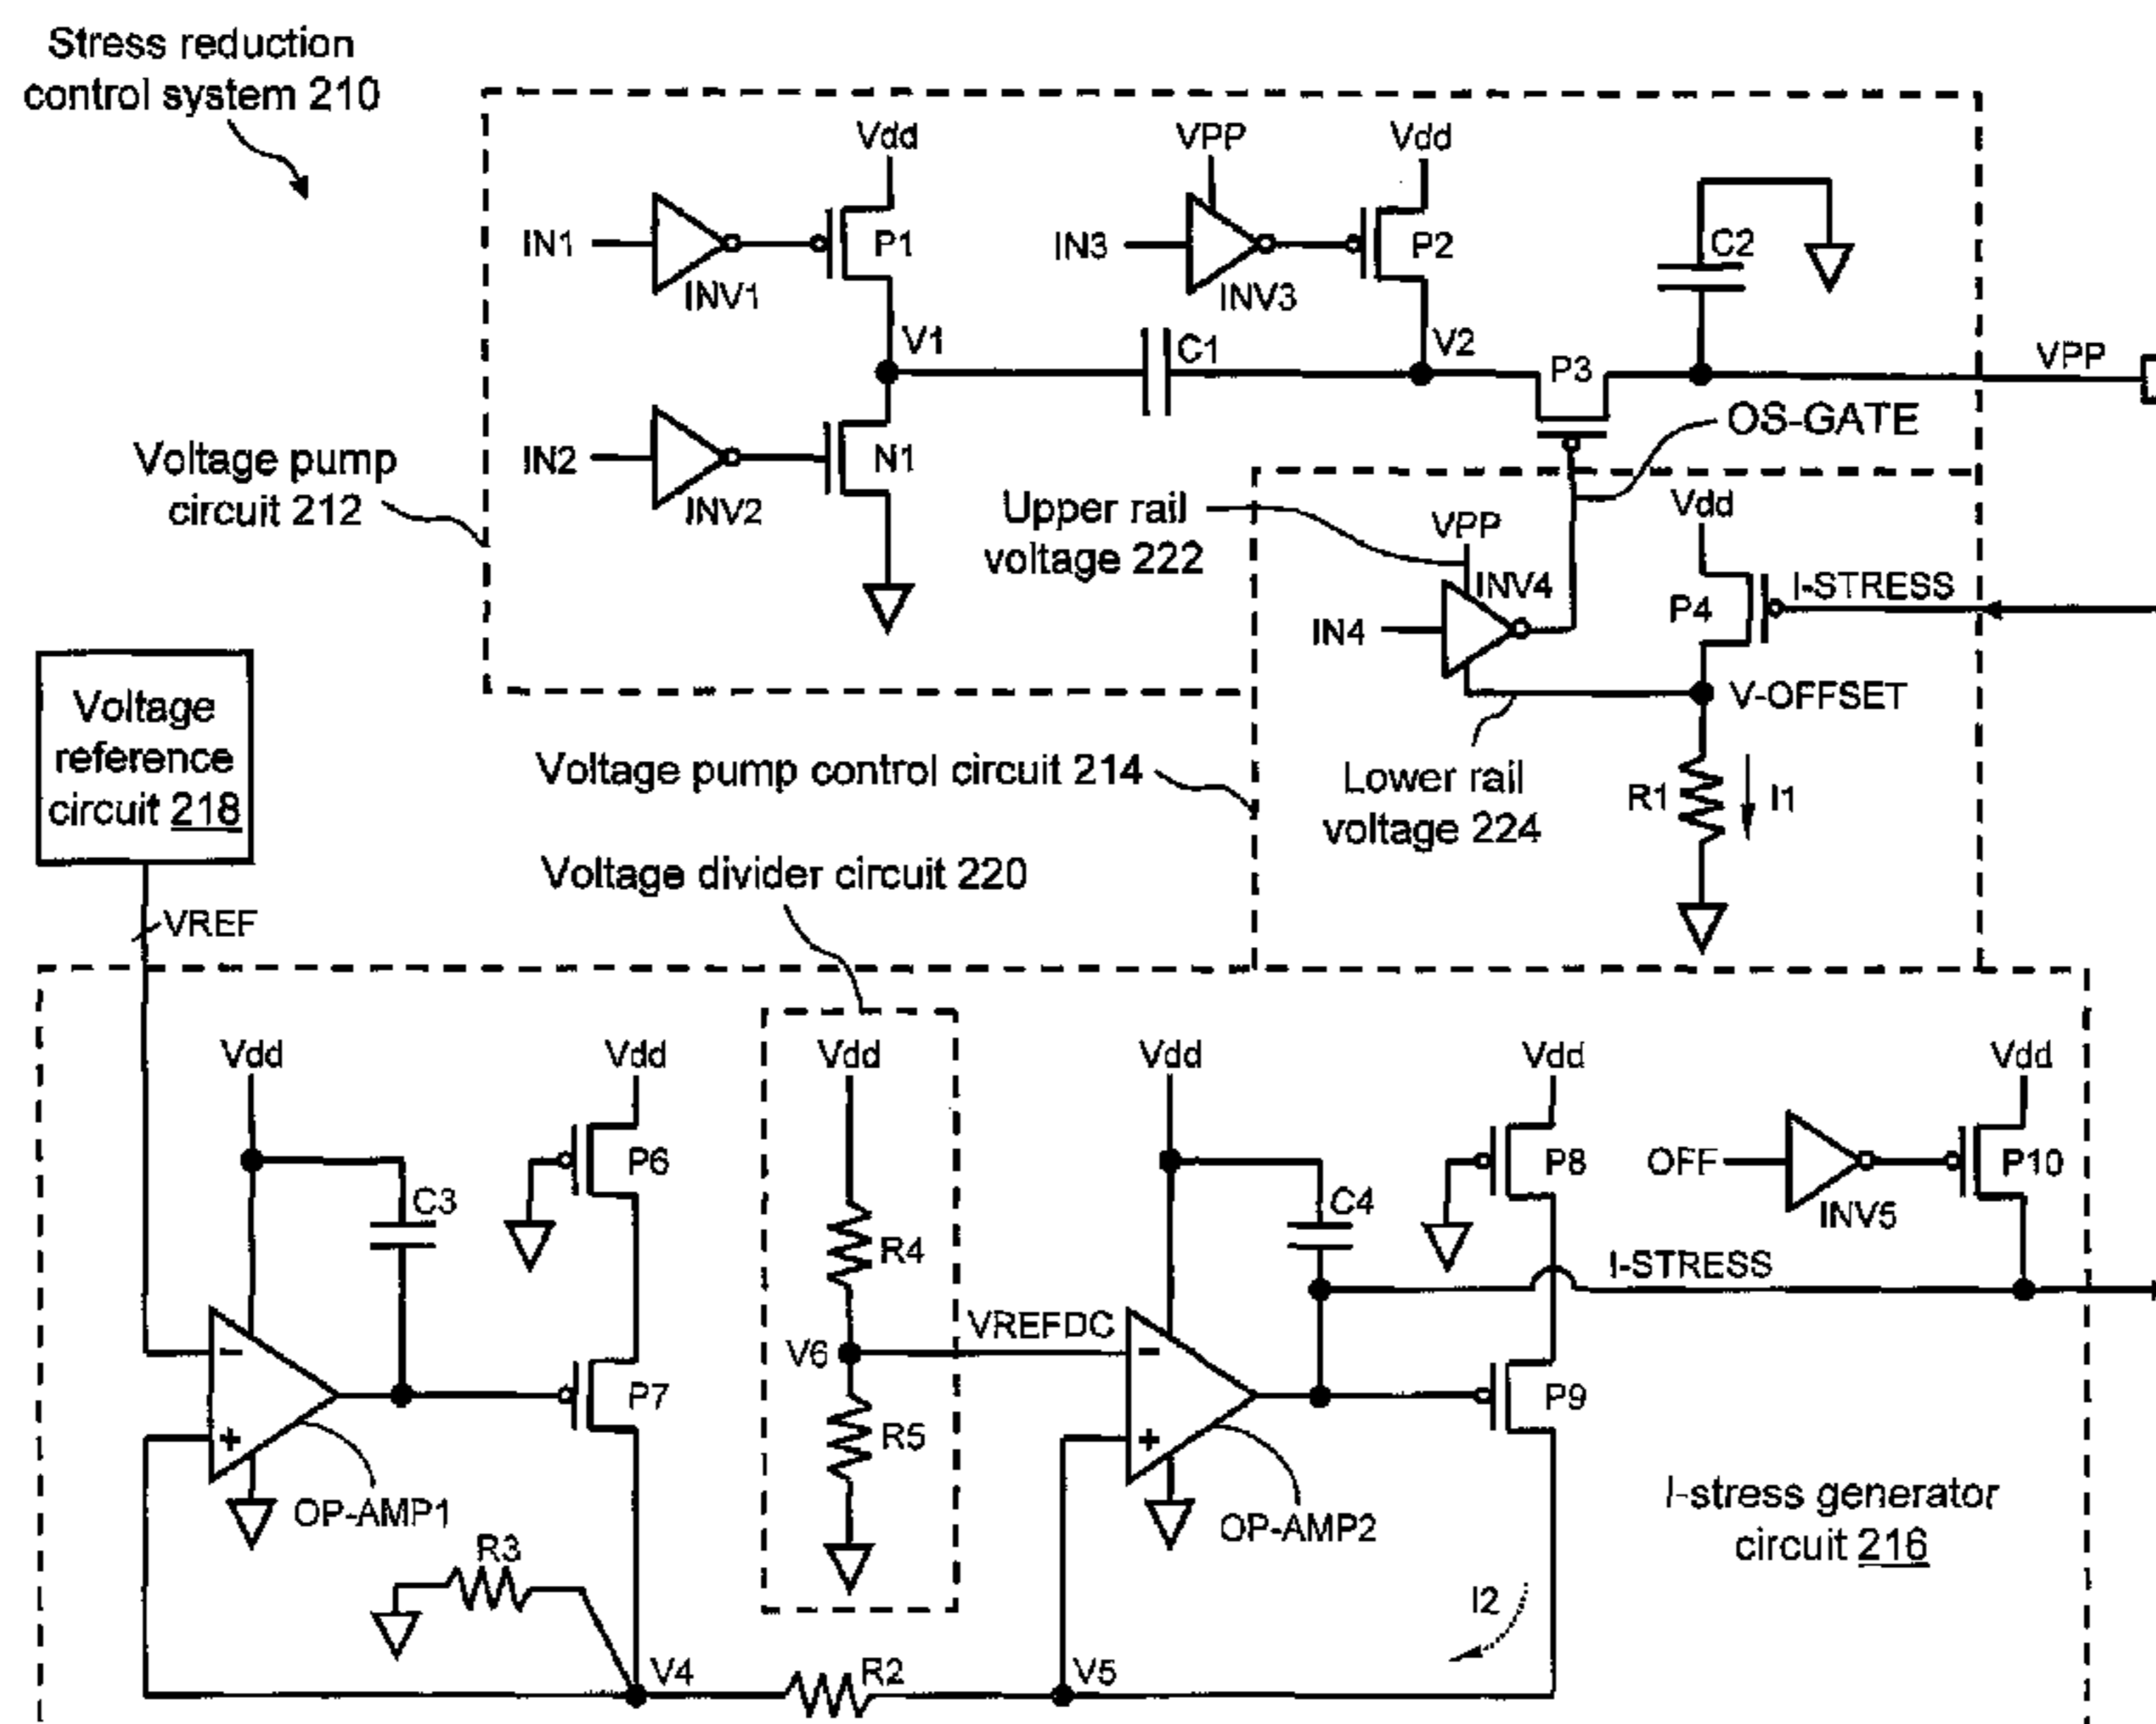 Stress reduction
control system 210
Vdd
VPP
Vdd
IN1
INV1
P1
IN3
INV3
P2
C2
V1
C1
V2
P3
VPP
OS-GATE
Voltage pump
circuit 212
IN2
INV2
N1
Upper rail
voltage 222
VPP
INV4
IN4
Vdd
P4
I-STRESS
V-OFFSET
Voltage
reference
circuit 218
Voltage pump control circuit 214
Lower rail
voltage 224
R1
I1
Voltage divider circuit 220
VREF
Vdd
Vdd
Vdd
Vdd
Vdd
Vdd
C3
P6
R4
C4
P8
OFF
INV5
P10
I-STRESS
V6
VREFDC
-
+
P7
R5
-
+
P9
OP-AMP1
OP-AMP2
I-stress generator
circuit 216
R3
I2
V4
R2
V5